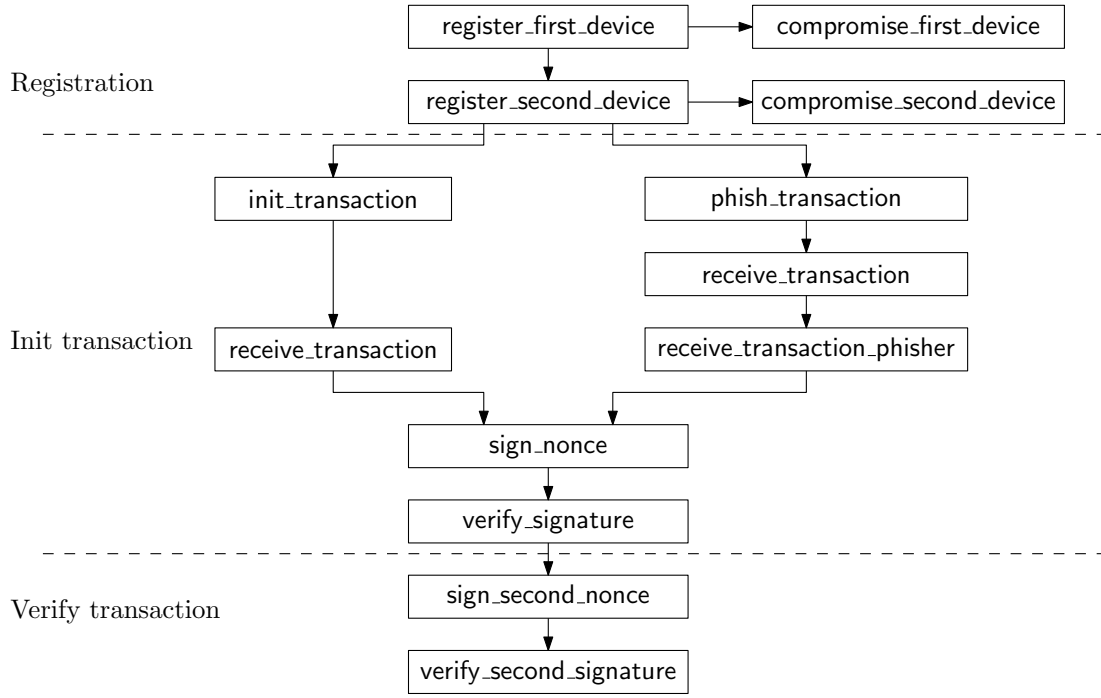 register_first_device
compromise_first_device
Registration
register_second_device
compromise_second_device
init_transaction
phish_transaction
receive_transaction
Init transaction
receive_transaction
receive_transaction_phisher
sign_nonce
verify_signature
sign_second_nonce
Verify transaction
verify_second_signature